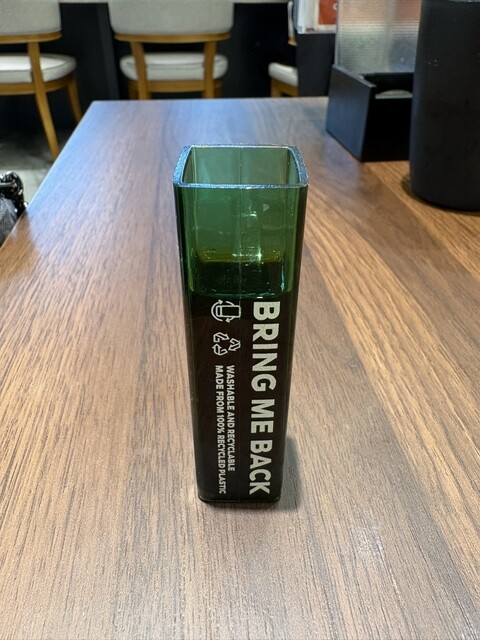 BRING ME BACK
WASHABLE AND RECYCLABLE
MADE FROM 100% RECYCLED PLASTIC